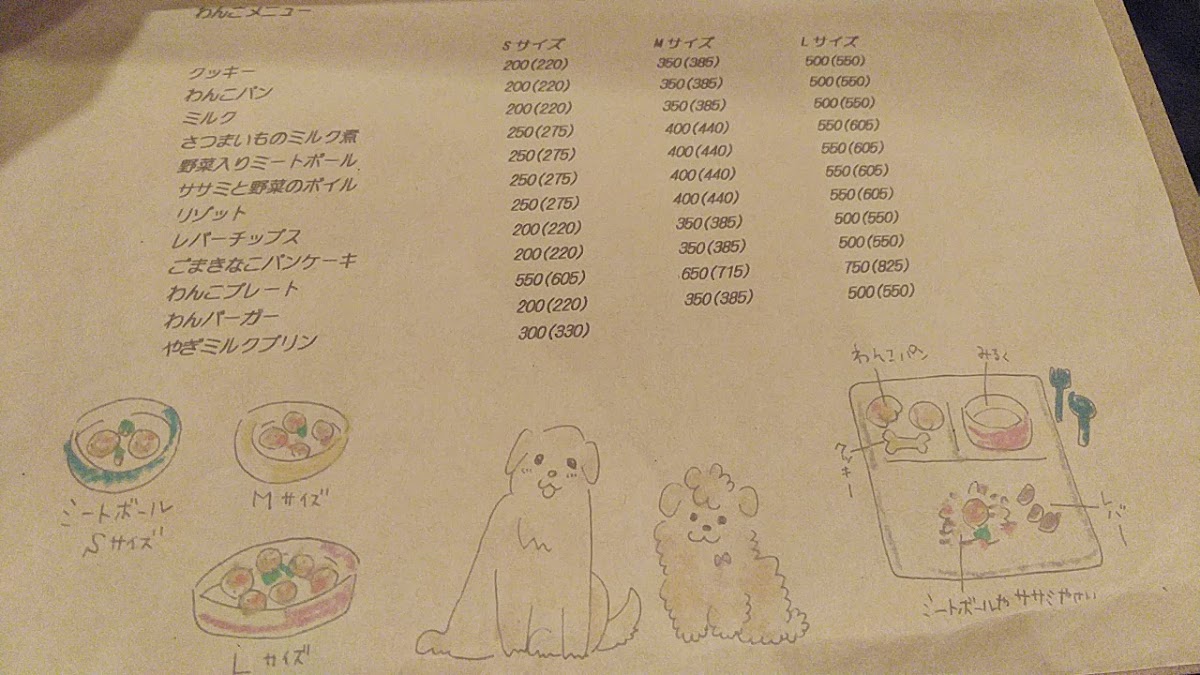 わんこメニュー
Sサイズ Mサイズ Lサイズ
クッキー 200(220) 350(385) 500(550)
わんこパン 200(220) 350(385) 500(550)
ミルク 200(220) 350(385) 500(550)
さつまいものミルク煮 250(275) 400(440) 550(605)
野菜入りミートボール 250(275) 400(440) 550(605)
ササミと野菜のボイル 250(275) 400(440) 550(605)
リゾット 250(275) 400(440) 550(605)
レバーチップス 200(220) 350(385) 500(550)
ごまきなこパンケーキ 200(220) 350(385) 500(550)
わんこプレート 550(605) 650(715) 750(825)
わんバーガー 200(220) 350(385) 500(550)
やぎミルクプリン 300(330)
わんこパン
みるく
クッキー
レバー
ミートボールやササミやさい
ミートボール
Sサイズ
Mサイズ
Lサイズ